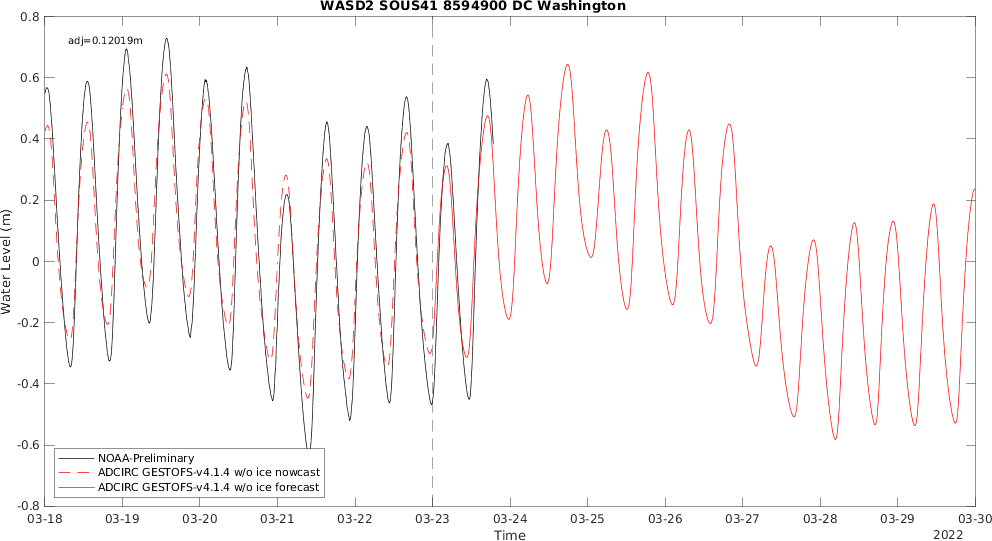 WASD2 SOUS41 8594900 DC Washington
adj=0.12019m
0.8
0.6
0.4
0.2
0
-0.2
-0.4
-0.6
-0.8
Water Level (m)
NOAA-Preliminary
ADCIRC GESTOFS-v4.1.4 w/o ice nowcast
ADCIRC GESTOFS-v4.1.4 w/o ice forecast
03-18 03-19 03-20 03-21 03-22 03-23 03-24 03-25 03-26 03-27 03-28 03-29 03-30
Time
2022